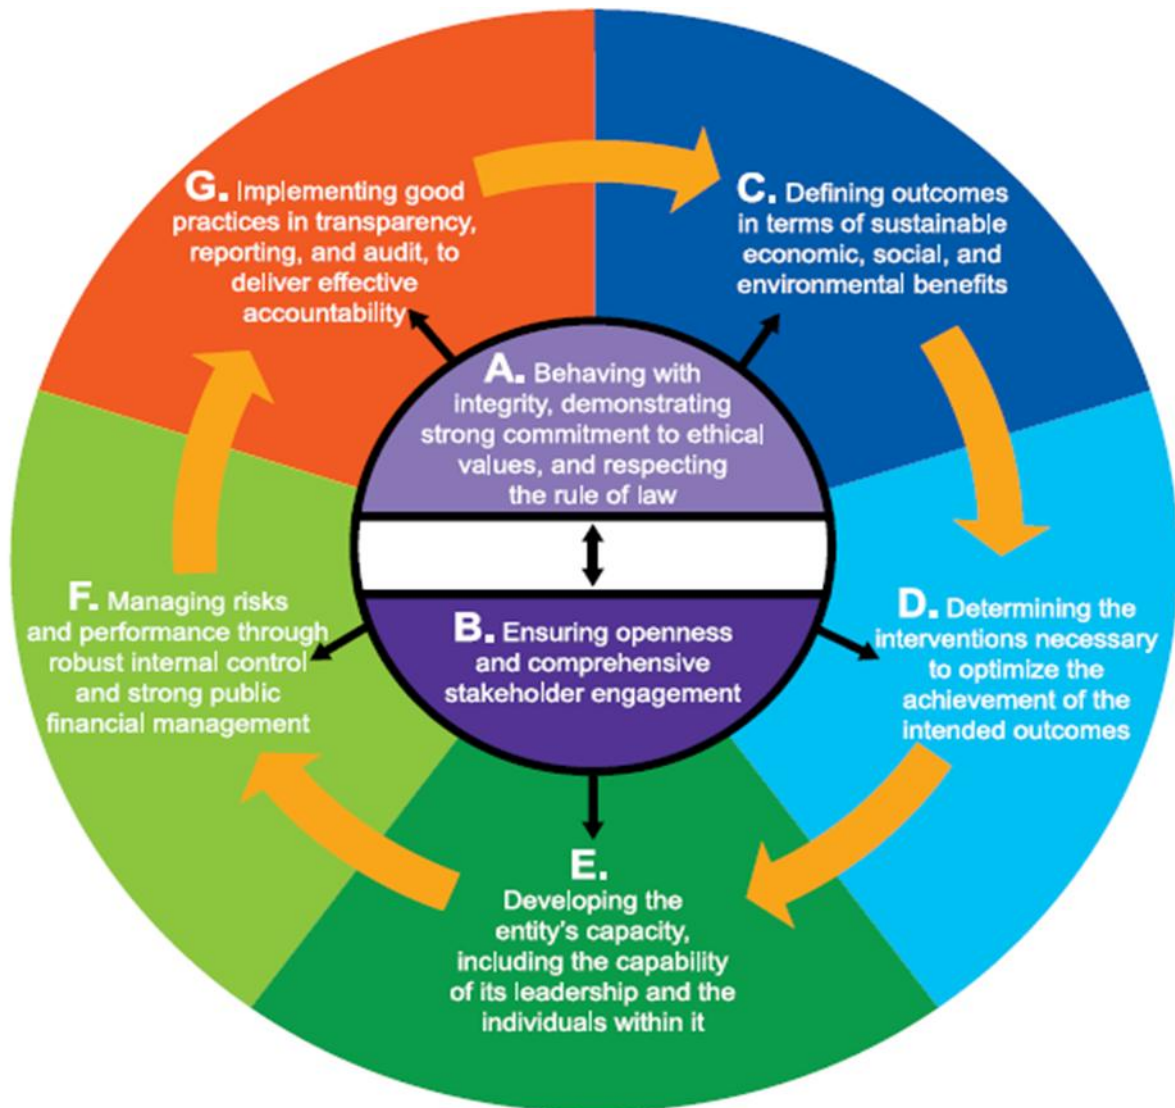 G. Implementing good
practices in transparency,
reporting, and audit, to
deliver effective
accountability
C. Defining outcomes
in terms of sustainable
economic, social, and
environmental benefits
A. Behaving with
integrity, demonstrating
strong commitment to ethical
values, and respecting
the rule of law
F. Managing risks
and performance through
robust internal control
and strong public
financial management
B. Ensuring openness
and comprehensive
stakeholder engagement
D. Determining the
interventions necessary
to optimize the
achievement of the
intended outcomes
E.
Developing the
entity's capacity,
including the capability
of its leadership and the
individuals within it